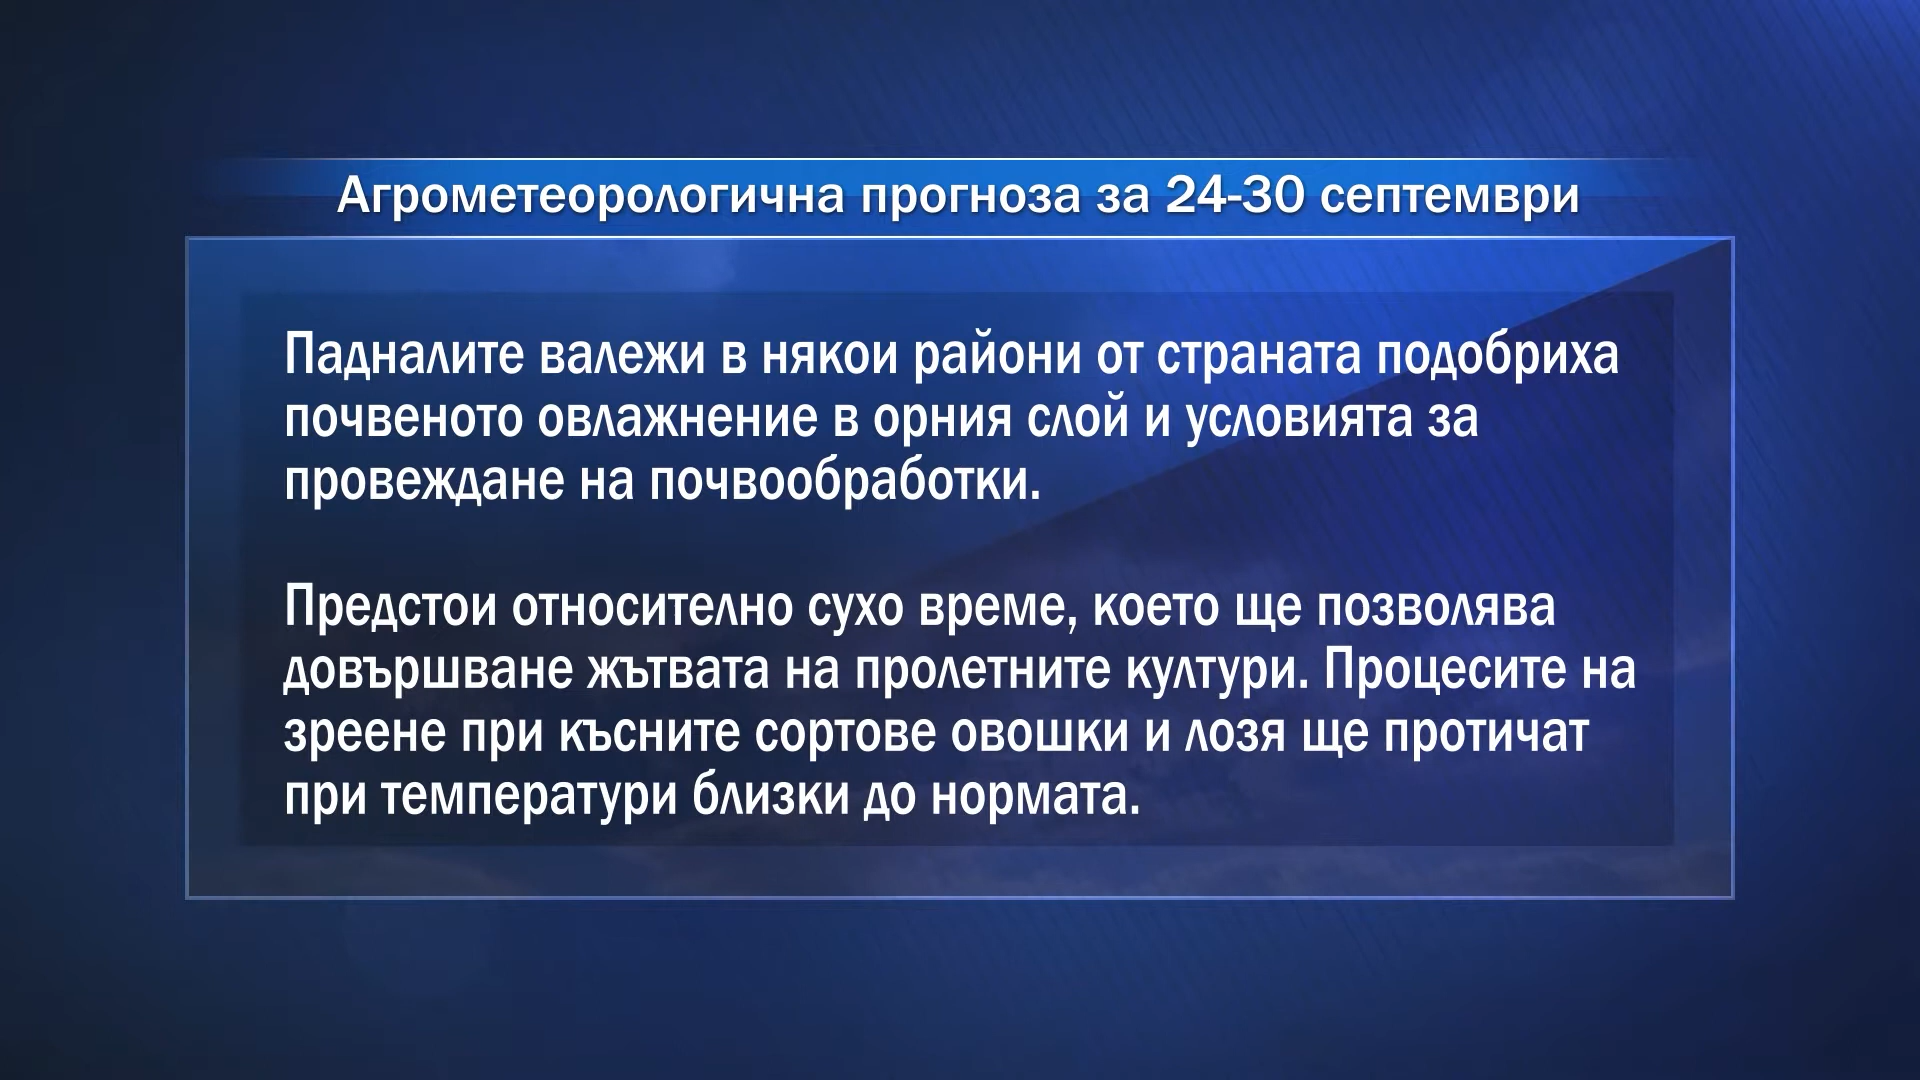 Агрометеорологична прогноза за 24-30 септември
Падналите валежи в някои райони от страната подобриха
почвеното овлажнение в орния слой и условията за
провеждане на почвообработки.
Предстои относително сухо време, което ще позволява
довършване жътвата на пролетните култури. Процесите на
зреене при късните сортове овошки и лозя ще протичат
при температури близки до нормата.